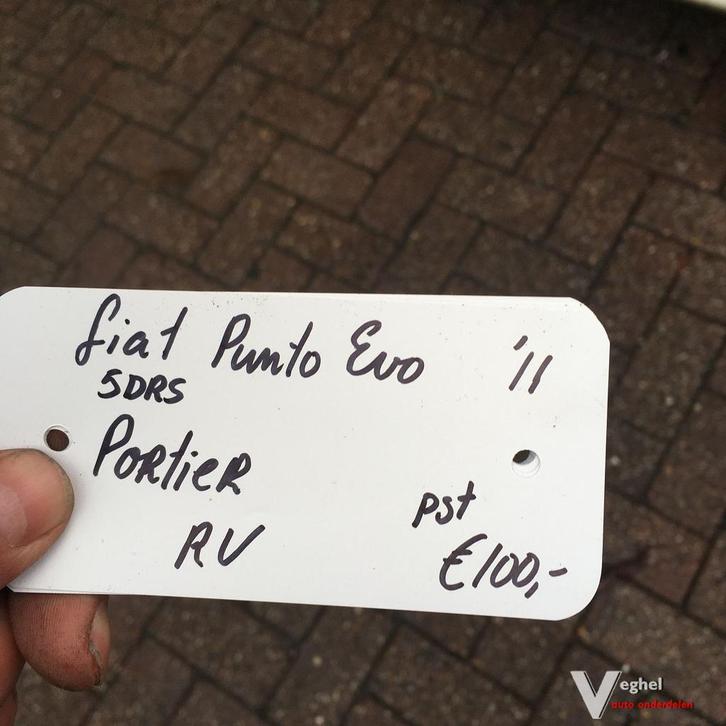 fiat Punto Evo '11
5DRS
PORtieR
RV
pst
€100,-
Veghel
auto onderdelen